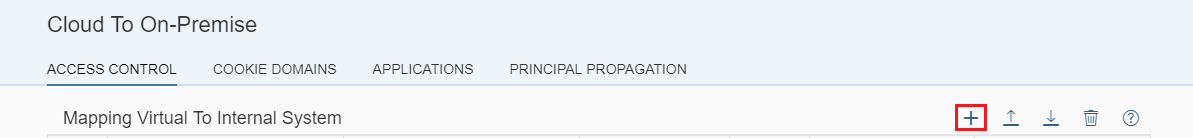 Cloud To On-Premise
ACCESS CONTROL COOKIE DOMAINS APPLICATIONS PRINCIPAL PROPAGATION
Mapping Virtual To Internal System